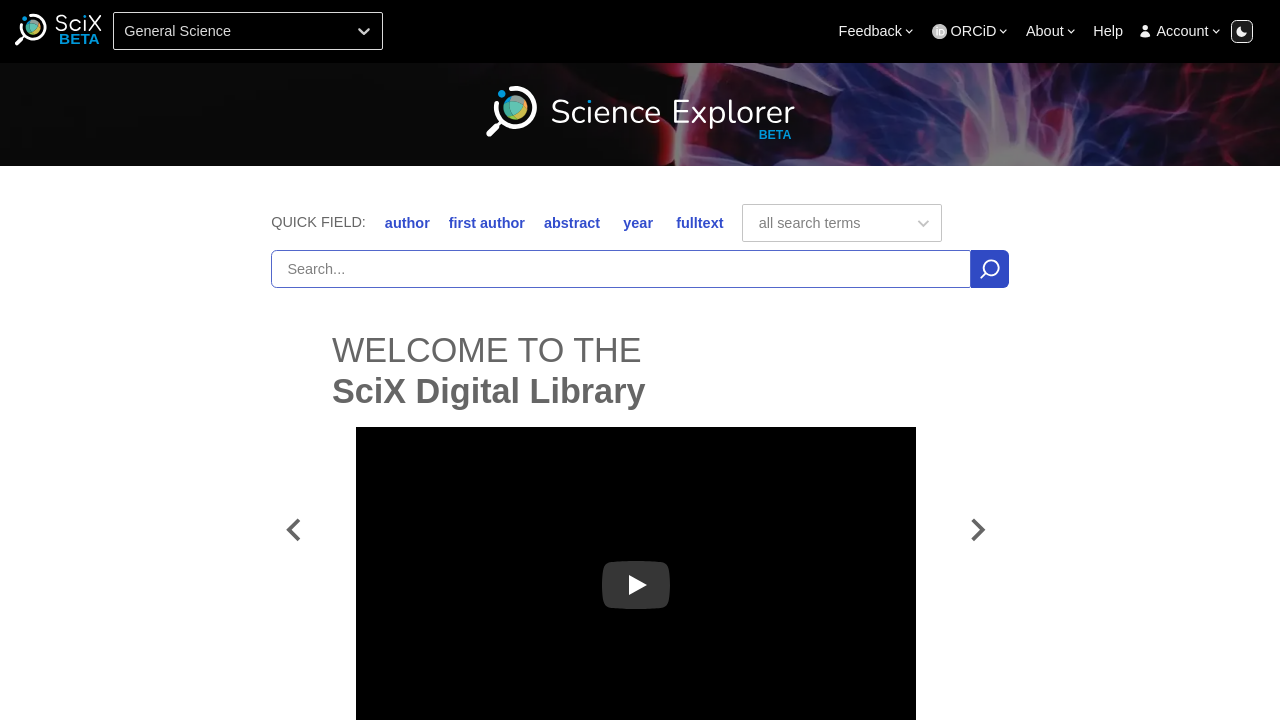 SciX
BETA
General Science
Feedback
iD ORCiD
About
Help
Account
Science Explorer
BETA
QUICK FIELD:
author
first author
abstract
year
fulltext
all search terms
Search...
WELCOME TO THE
SciX Digital Library